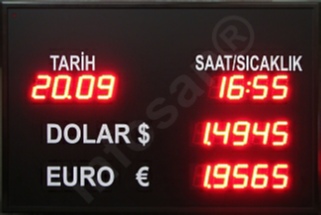 TARİH SAAT/SICAKLIK
20.09 16:55
DOLAR $ 1.4945
EURO € 1.9565